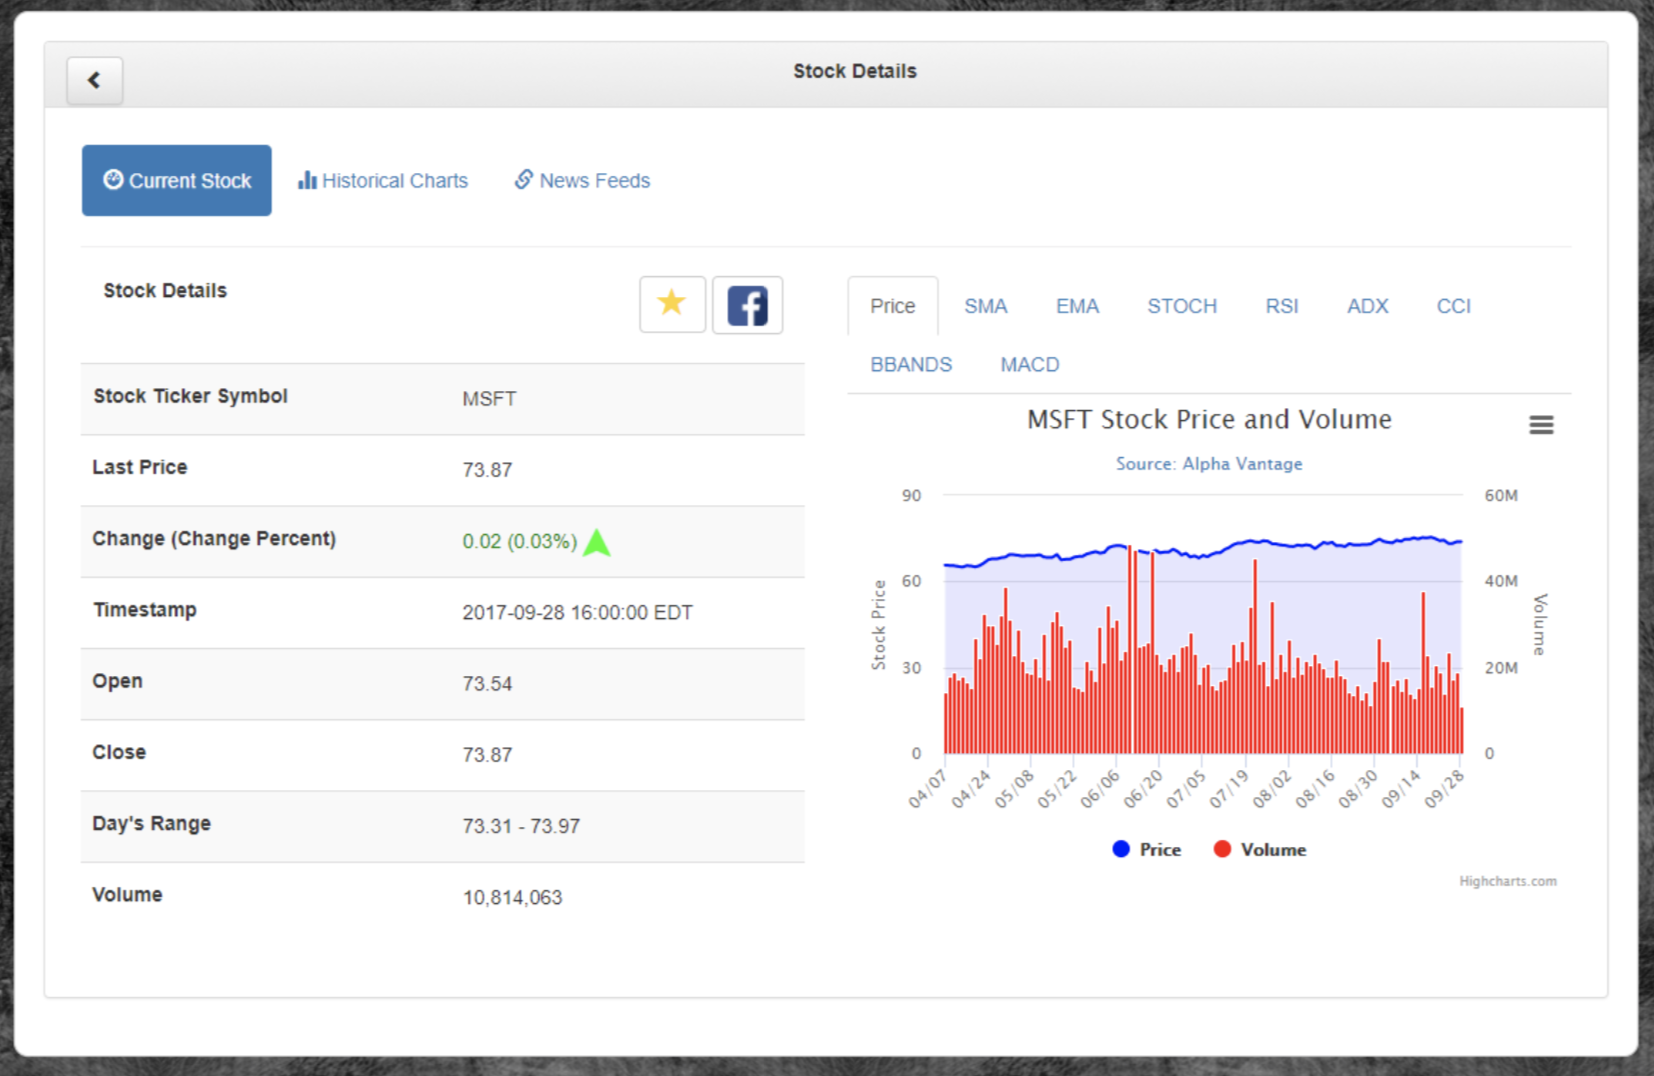 Stock Details
Current Stock Historical Charts News Feeds
Stock Details
Stock Ticker Symbol MSFT
Last Price 73.87
Change (Change Percent) 0.02 (0.03%)
Timestamp 2017-09-28 16:00:00 EDT
Open 73.54
Close 73.87
Day's Range 73.31 - 73.97
Volume 10,814,063
Price SMA EMA STOCH RSI ADX CCI
BBANDS MACD
MSFT Stock Price and Volume
Source: Alpha Vantage
Stock Price
90
60
30
0
60M
40M
20M
0
Volume
04/07 04/24 05/08 05/22 06/06 06/20 07/05 07/19 08/02 08/16 08/30 09/14 09/28
Price Volume
Highcharts.com